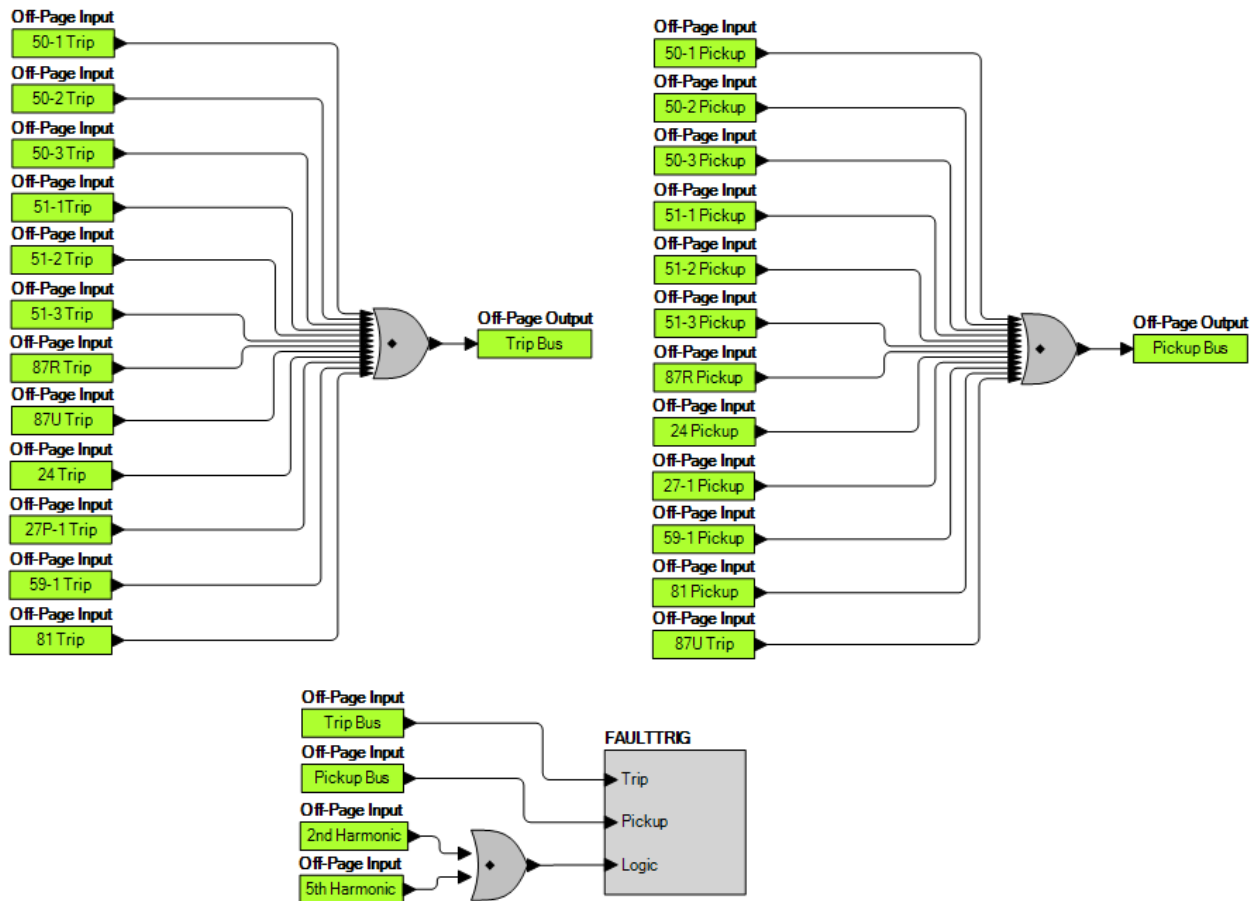 Off-Page Input
50-1 Trip
Off-Page Input
50-2 Trip
Off-Page Input
50-3 Trip
Off-Page Input
51-1Trip
Off-Page Input
51-2 Trip
Off-Page Input
51-3 Trip
Off-Page Input
87R Trip
Off-Page Input
87U Trip
Off-Page Input
24 Trip
Off-Page Input
27P-1 Trip
Off-Page Input
59-1 Trip
Off-Page Input
81 Trip
Off-Page Output
Trip Bus
Off-Page Input
50-1 Pickup
Off-Page Input
50-2 Pickup
Off-Page Input
50-3 Pickup
Off-Page Input
51-1 Pickup
Off-Page Input
51-2 Pickup
Off-Page Input
51-3 Pickup
Off-Page Input
87R Pickup
Off-Page Input
24 Pickup
Off-Page Input
27-1 Pickup
Off-Page Input
59-1 Pickup
Off-Page Input
81 Pickup
Off-Page Input
87U Trip
Off-Page Output
Pickup Bus
Off-Page Input
Trip Bus
Off-Page Input
Pickup Bus
Off-Page Input
2nd Harmonic
Off-Page Input
5th Harmonic
FAULTTRIG
Trip
Pickup
Logic